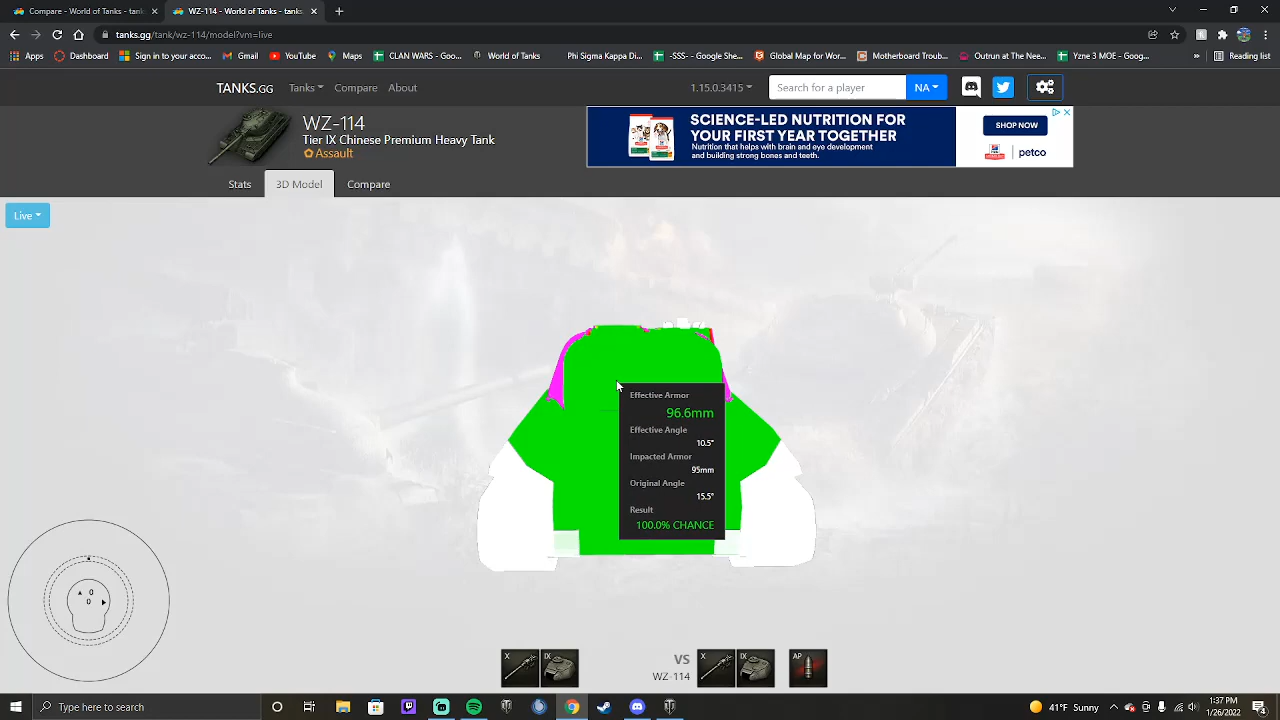 Compare - World of Tanks - tank
WZ-114 - World of Tanks - tanks.g
tanks.gg/tank/wz-114/model?vm=live
Apps
Dashboard
Sign in to your acco...
Gmail
YouTube
Maps
CLAN WARS - Goo...
World of Tanks
Phi Sigma Kappa Di...
-SSS- - Google She...
Global Map for Wor...
Motherboard Troub...
Outrun at The Nee...
Yzne 3 MOE - Goog...
Reading list
TANKS.GG
Tanks
Compare
About
1.15.0.3415
Search for a player
NA
WZ-114
Tier IX Chinese Premium Heavy Tank
Assault
SCIENCE-LED NUTRITION FOR
YOUR FIRST YEAR TOGETHER
Nutrition that helps with brain and eye development
and building strong bones and teeth.
SHOP NOW
petco
Stats
3D Model
Compare
Live
Effective Armor
96.6mm
Effective Angle
10.5°
Impacted Armor
95mm
Original Angle
15.5°
Result
100.0% CHANCE
0
0
X
IX
VS
WZ-114
X
IX
AP
Type here to search
41°F Sunny
1:37 PM
1/26/2022